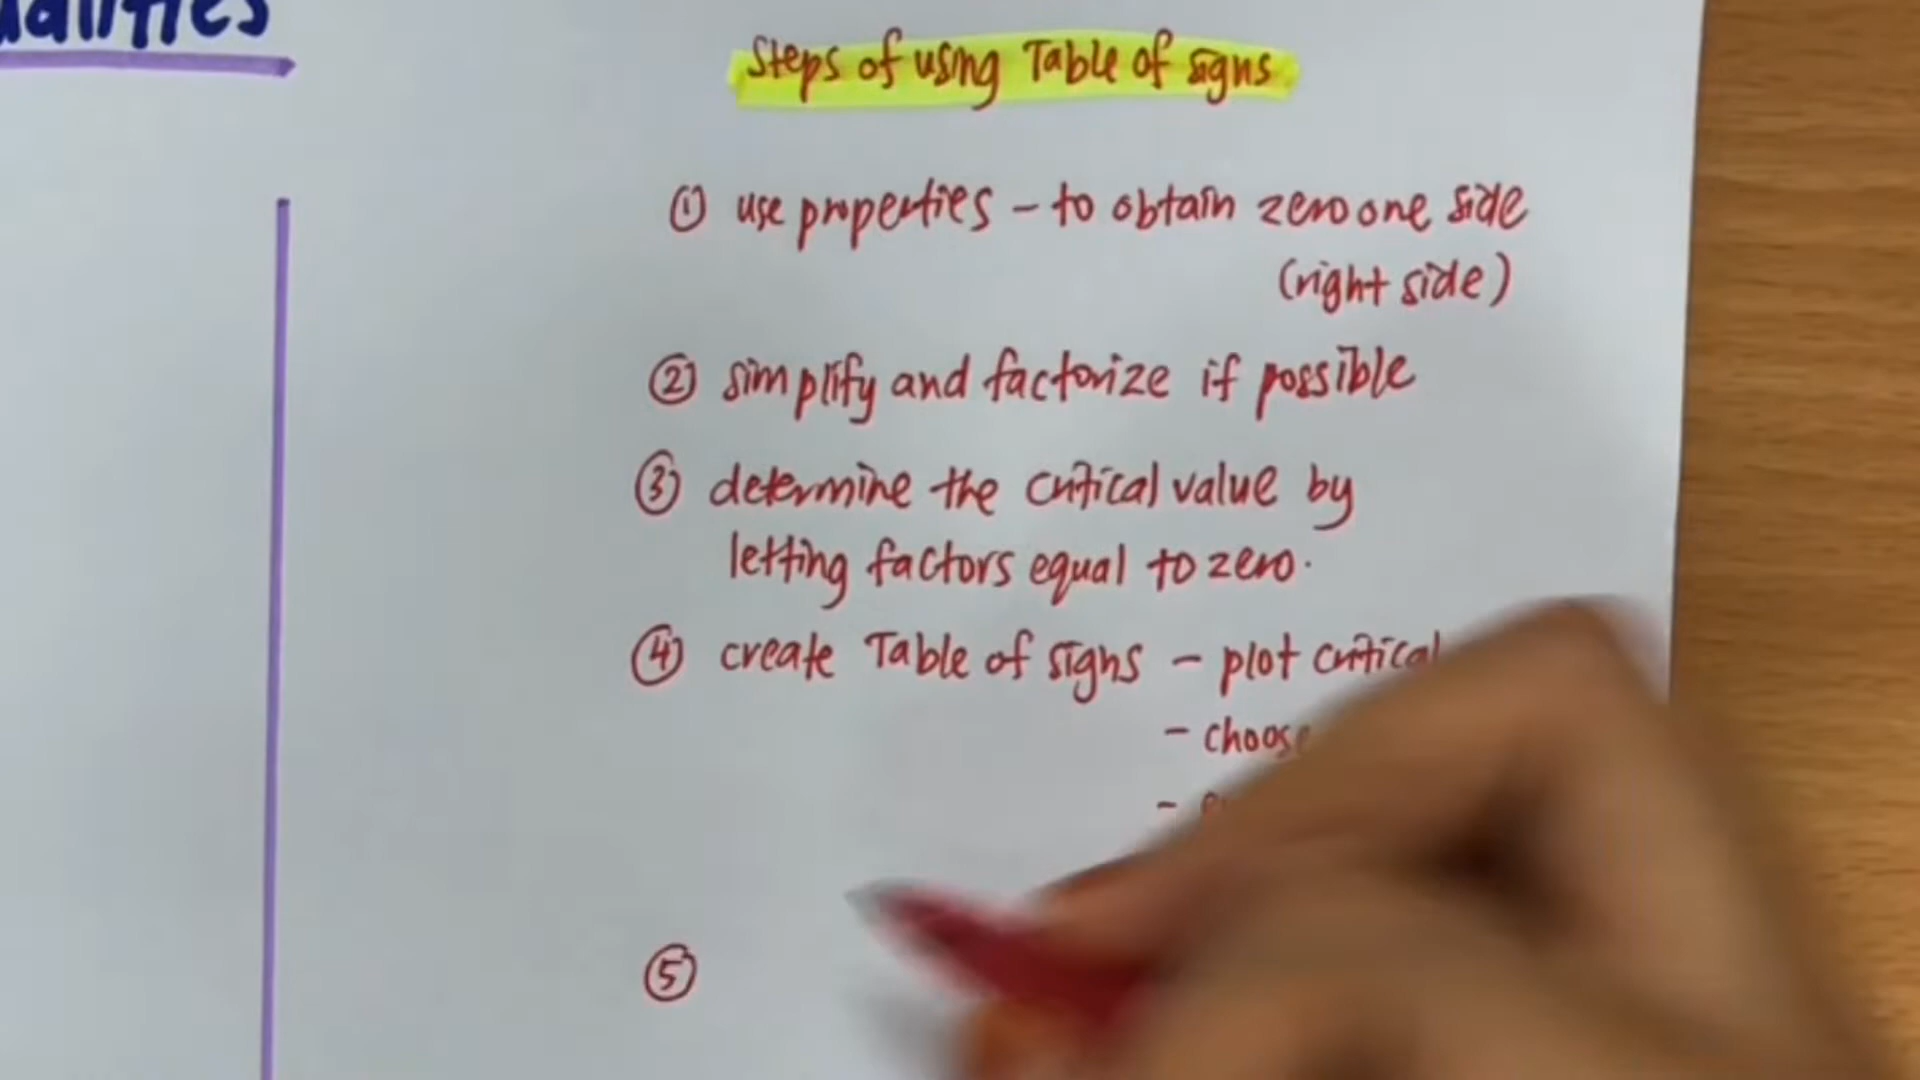 Steps of using Table of signs
① use properties - to obtain zero one side
(right side)
② simplify and factorize if possible
③ determine the critical value by
letting factors equal to zero.
④ create Table of signs - plot critical
- choose
-
⑤